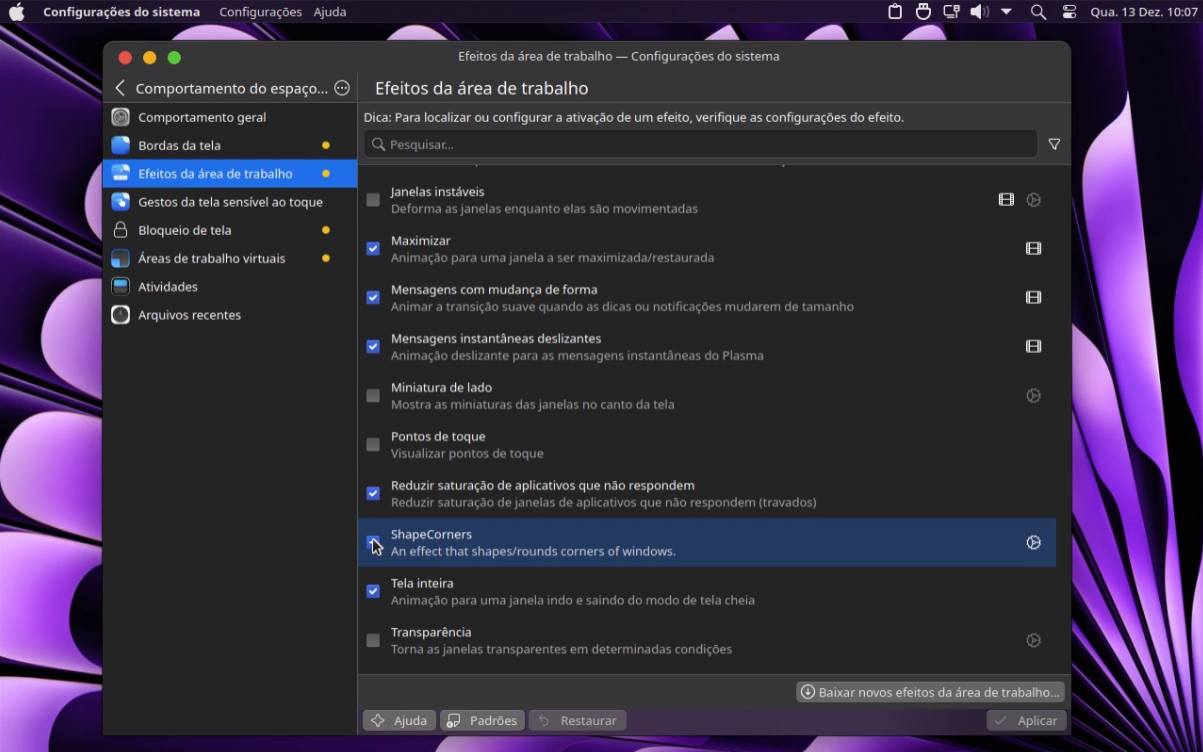 Configurações do sistema Configurações Ajuda Qua. 13 Dez. 10:07
Efeitos da área de trabalho — Configurações do sistema
Comportamento do espaço...
Efeitos da área de trabalho
Comportamento geral
Bordas da tela
Efeitos da área de trabalho
Gestos da tela sensível ao toque
Bloqueio de tela
Áreas de trabalho virtuais
Atividades
Arquivos recentes
Dica: Para localizar ou configurar a ativação de um efeito, verifique as configurações do efeito.
Pesquisar...
Janelas instáveis
Deforma as janelas enquanto elas são movimentadas
Maximizar
Animação para uma janela a ser maximizada/restaurada
Mensagens com mudança de forma
Animar a transição suave quando as dicas ou notificações mudarem de tamanho
Mensagens instantâneas deslizantes
Animação deslizante para as mensagens instantâneas do Plasma
Miniatura de lado
Mostra as miniaturas das janelas no canto da tela
Pontos de toque
Visualizar pontos de toque
Reduzir saturação de aplicativos que não respondem
Reduzir saturação de janelas de aplicativos que não respondem (travados)
ShapeCorners
An effect that shapes/rounds corners of windows.
Tela inteira
Animação para uma janela indo e saindo do modo de tela cheia
Transparência
Torna as janelas transparentes em determinadas condições
Baixar novos efeitos da área de trabalho...
Ajuda Padrões Restaurar Aplicar